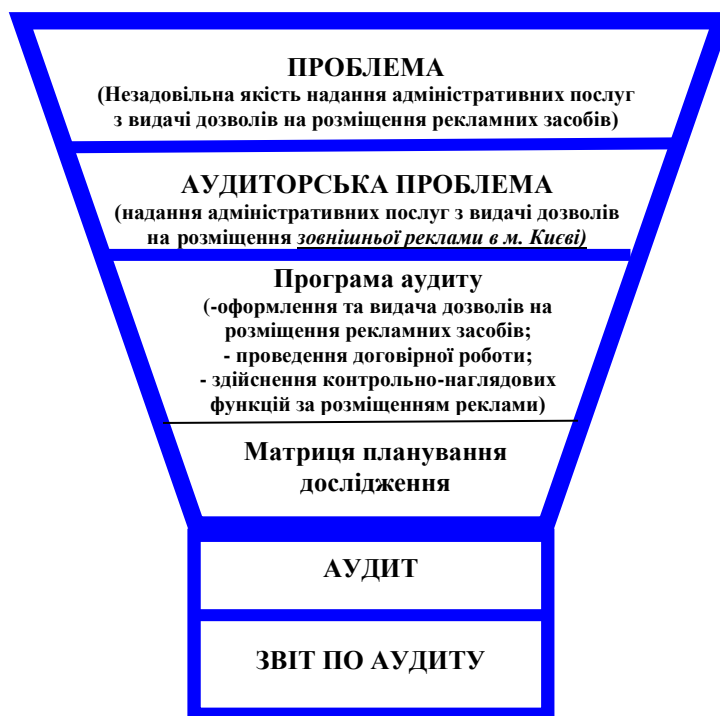 ПРОБЛЕМА
(Незадовільна якість надання адміністративних послуг
з видачі дозволів на розміщення рекламних засобів)
АУДИТОРСЬКА ПРОБЛЕМА
(надання адміністративних послуг з видачі дозволів
на розміщення зовнішньої реклами в м. Києві)
Програма аудиту
(-оформлення та видача дозволів на
розміщення рекламних засобів;
- проведення договірної роботи;
- здійснення контрольно-наглядових
функцій за розміщенням реклами)
Матриця планування
дослідження
АУДИТ
ЗВІТ ПО АУДИТУ